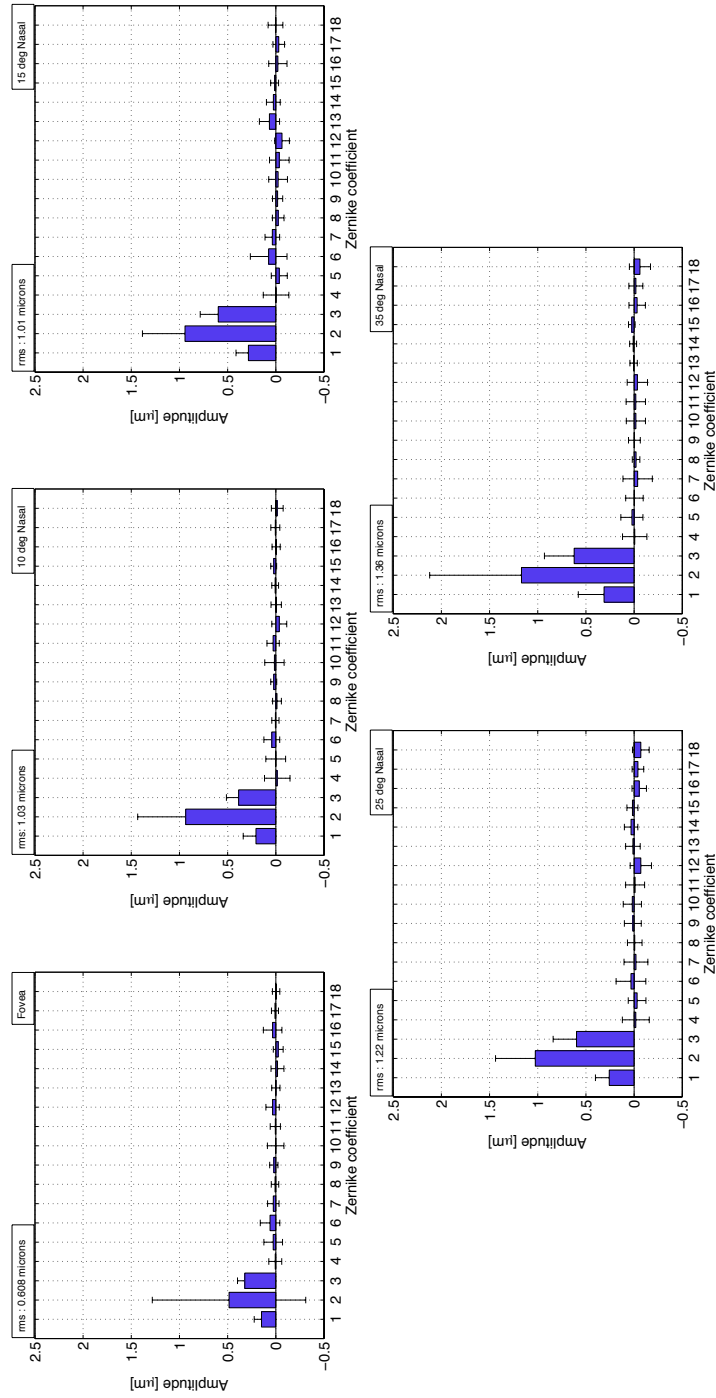 rms : 0.608 microns
Fovea
2.5
2
1.5
1
0.5
0
−0.5
Amplitude [μm]
1 2 3 4 5 6 7 8 9 10 11 12 13 14 15 16 17 18
Zernike coefficient
rms: 1.03 microns
10 deg Nasal
2.5
2
1.5
1
0.5
0
−0.5
Amplitude [μm]
1 2 3 4 5 6 7 8 9 10 11 12 13 14 15 16 17 18
Zernike coefficient
rms : 1.01 microns
15 deg Nasal
2.5
2
1.5
1
0.5
0
−0.5
Amplitude [μm]
1 2 3 4 5 6 7 8 9 10 11 12 13 14 15 16 17 18
Zernike coefficient
rms : 1.22 microns
25 deg Nasal
2.5
2
1.5
1
0.5
0
−0.5
Amplitude [μm]
1 2 3 4 5 6 7 8 9 10 11 12 13 14 15 16 17 18
Zernike coefficient
rms : 1.36 microns
35 deg Nasal
2.5
2
1.5
1
0.5
0
−0.5
Amplitude [μm]
1 2 3 4 5 6 7 8 9 10 11 12 13 14 15 16 17 18
Zernike coefficient